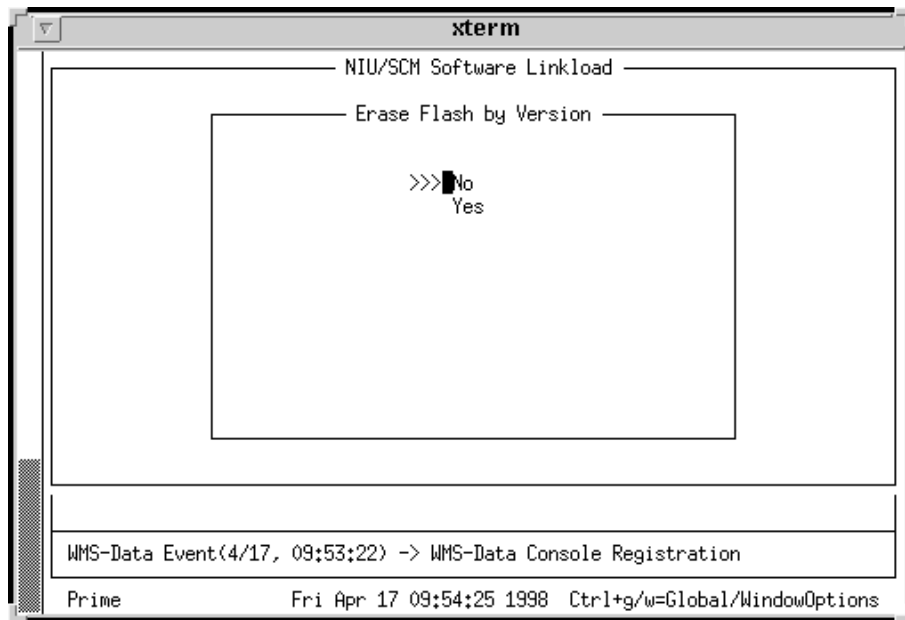 xterm
NIU/SCM Software Linkload
Erase Flash by Version
>>> No
Yes
WMS-Data Event(4/17, 09:53:22) -> WMS-Data Console Registration
Prime Fri Apr 17 09:54:25 1998 Ctrl+g/w=Global/WindowOptions